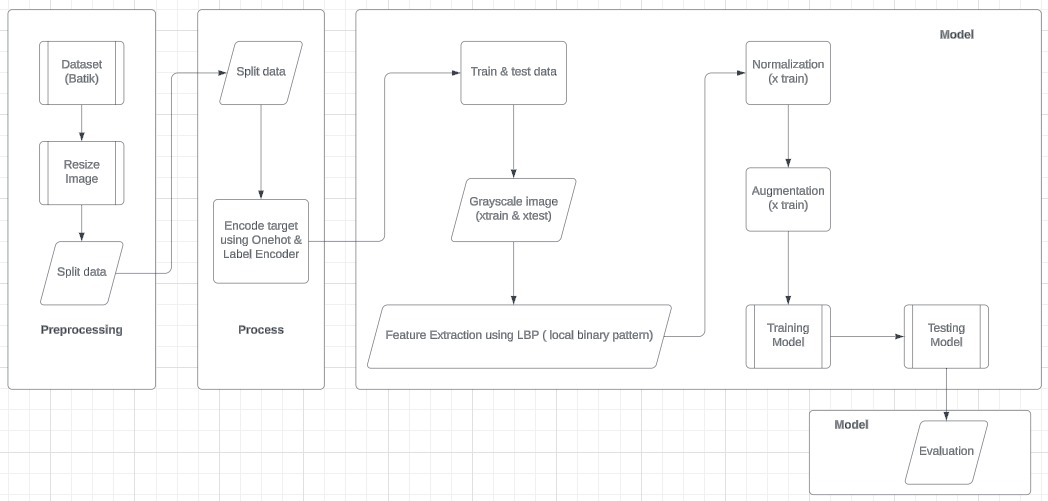 Dataset
(Batik)
Resize
Image
Split data
Preprocessing
Split data
Encode target
using Onehot &
Label Encoder
Process
Model
Train & test data
Grayscale image
(xtrain & xtest)
Feature Extraction using LBP ( local binary pattern)
Normalization
(x train)
Augmentation
(x train)
Training
Model
Testing
Model
Model
Evaluation